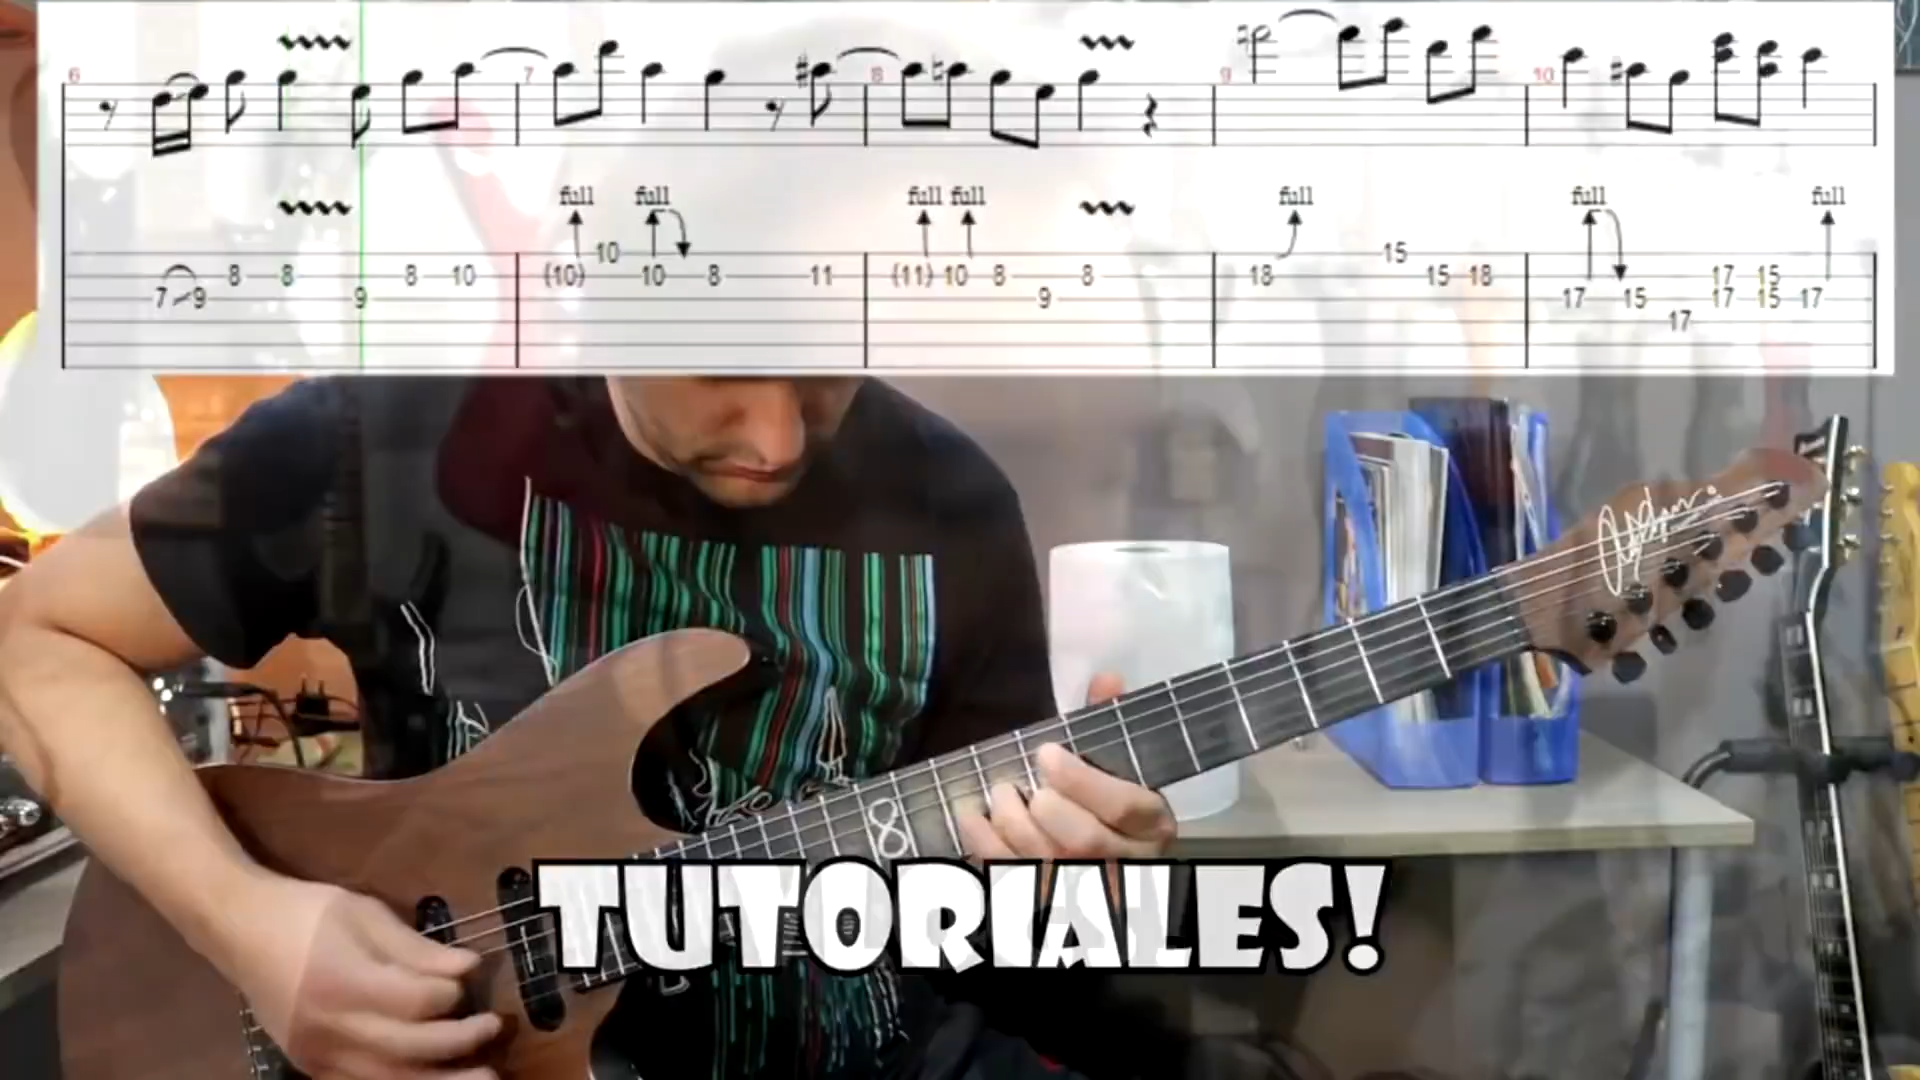 6 7 8 9 10
full full full full full full full
10 15
8 8 8 10 (10) 10 8 11 (11) 10 8 8 18 15 18 17 15
7 9 9 9 17 15 17 15 17
17
8
TUTORIALES!